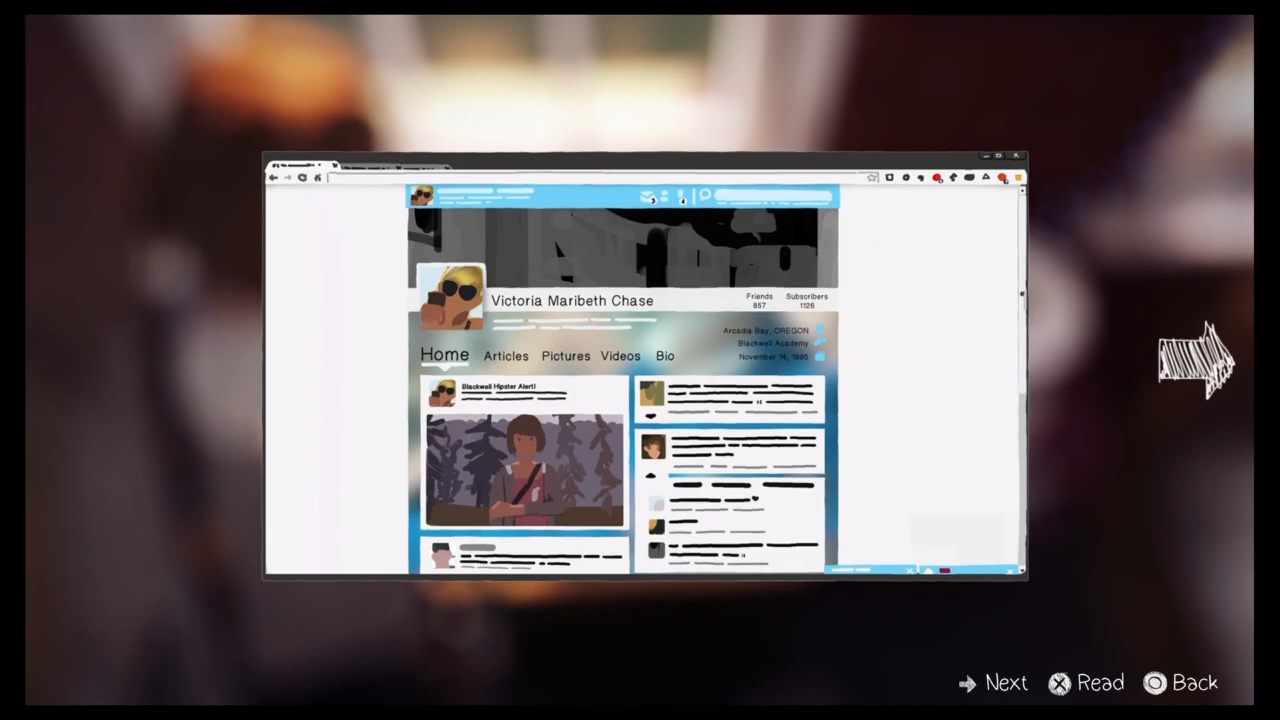 Victoria Maribeth Chase
Friends Subscribers
857 1126
Arcadia Bay, OREGON
Blackwell Academy
November 14, 1995
Home Articles Pictures Videos Bio
Blackwell Hipster Alert!
Next Read Back